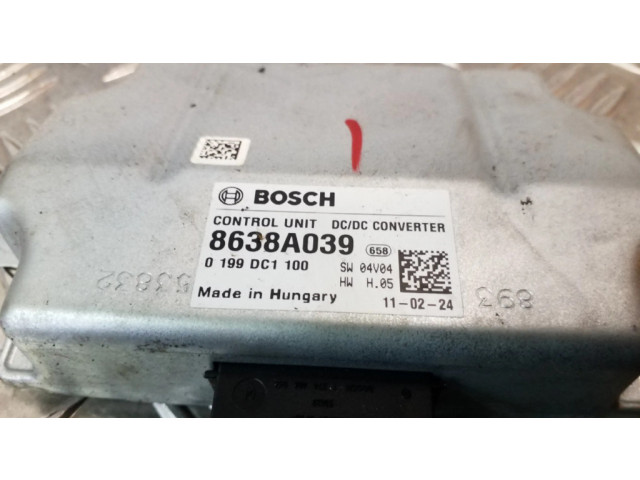 BOSCH
CONTROL UNIT DC/DC CONVERTER
8638A039 658
0 199 DC1 100 SW 04V04
HW H.05
Made in Hungary 11-02-24
53832
893